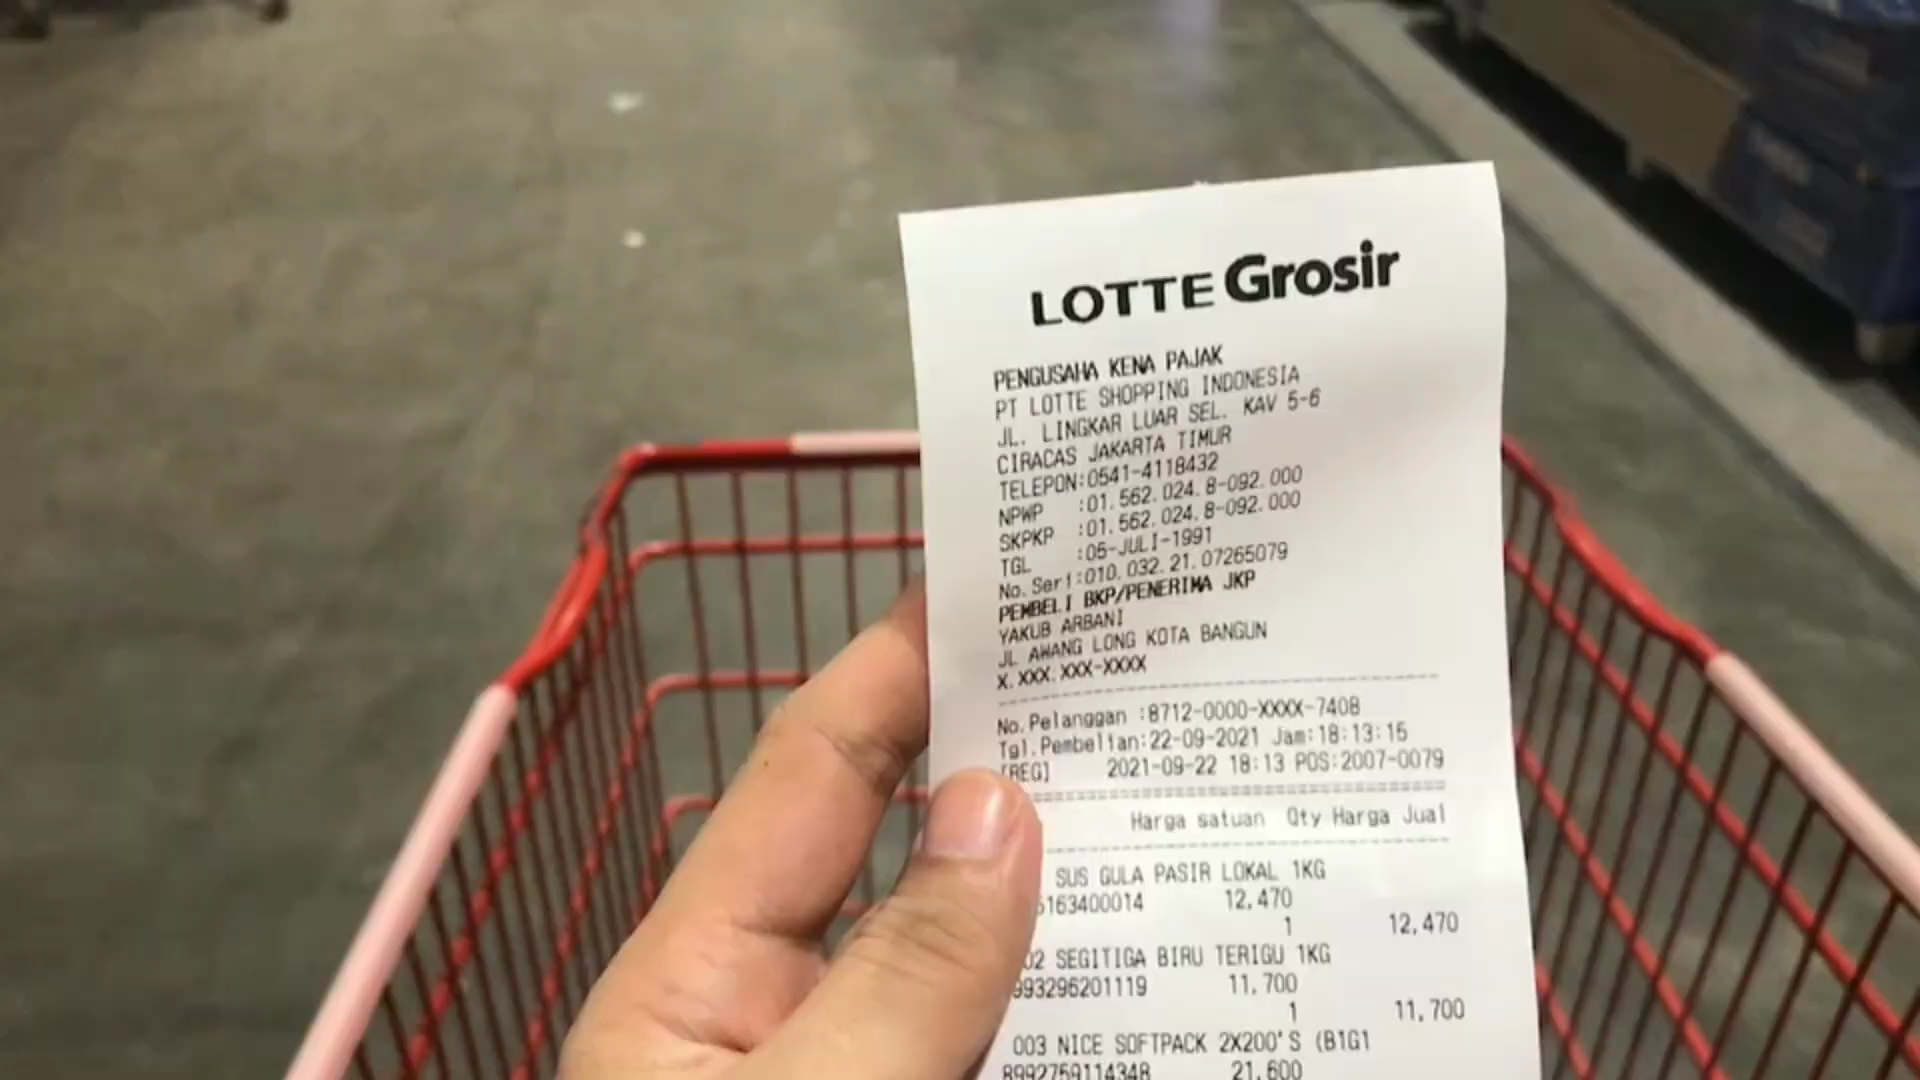 LOTTE Grosir
PENGUSAHA KENA PAJAK
PT LOTTE SHOPPING INDONESIA
JL. LINGKAR LUAR SEL. KAV 5-6
CIRACAS JAKARTA TIMUR
TELEPON:0541-4118432
NPWP :01.562.024.8-092.000
SKPKP :01.562.024.8-092.000
TGL :05-JULI-1991
No.Seri:010.032.21.07265079
PEMBELI BKP/PENERIMA JKP
YAKUB ARBANI
JL AWANG LONG KOTA BANGUN
X.XXX.XXX-XXXX
No.Pelanggan :8712-0000-XXXX-7408
Tgl.Pembelian:22-09-2021 Jam:18:13:15
[REG] 2021-09-22 18:13 POS:2007-0079
Harga satuan Qty Harga Jual
SUS GULA PASIR LOKAL 1KG
5163400014 12,470
1 12,470
02 SEGITIGA BIRU TERIGU 1KG
993296201119 11,700
1 11,700
003 NICE SOFTPACK 2X200'S (B1G1
8992759114348 21,600